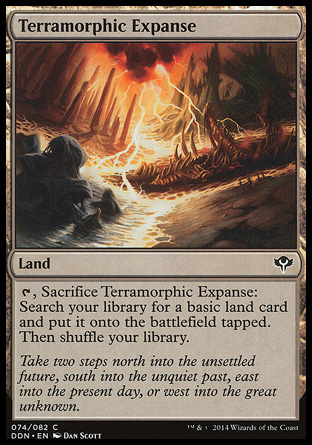 Terramorphic Expanse
Land
, Sacrifice Terramorphic Expanse:
Search your library for a basic land card
and put it onto the battlefield tapped.
Then shuffle your library.
Take two steps north into the unsettled
future, south into the unquiet past, east
into the present day, or west into the great
unknown.
074/082 C
DDN • EN Dan Scott
™ & © 2014 Wizards of the Coast